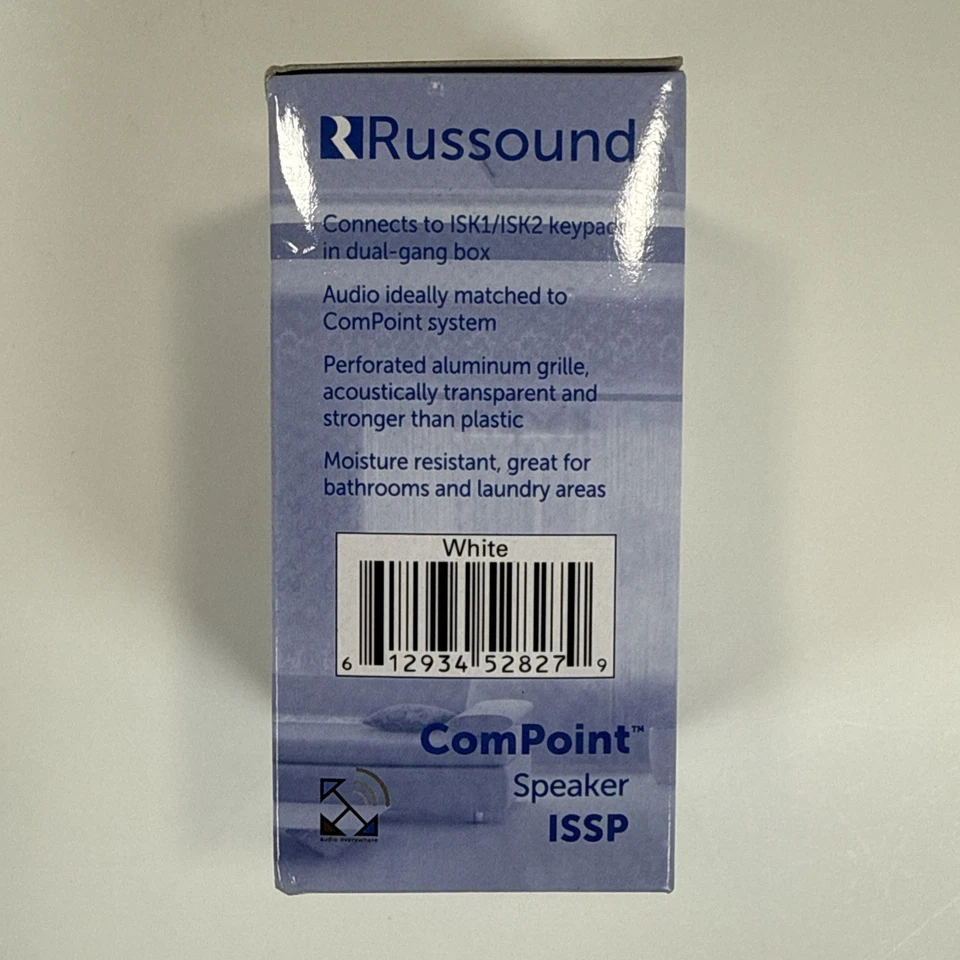 Russound
Connects to ISK1/ISK2 keypad
in dual-gang box
Audio ideally matched to
ComPoint system
Perforated aluminum grille,
acoustically transparent and
stronger than plastic
Moisture resistant, great for
bathrooms and laundry areas
White
6 12934 52827 9
ComPoint™
Speaker
ISSP
Audio everywhere